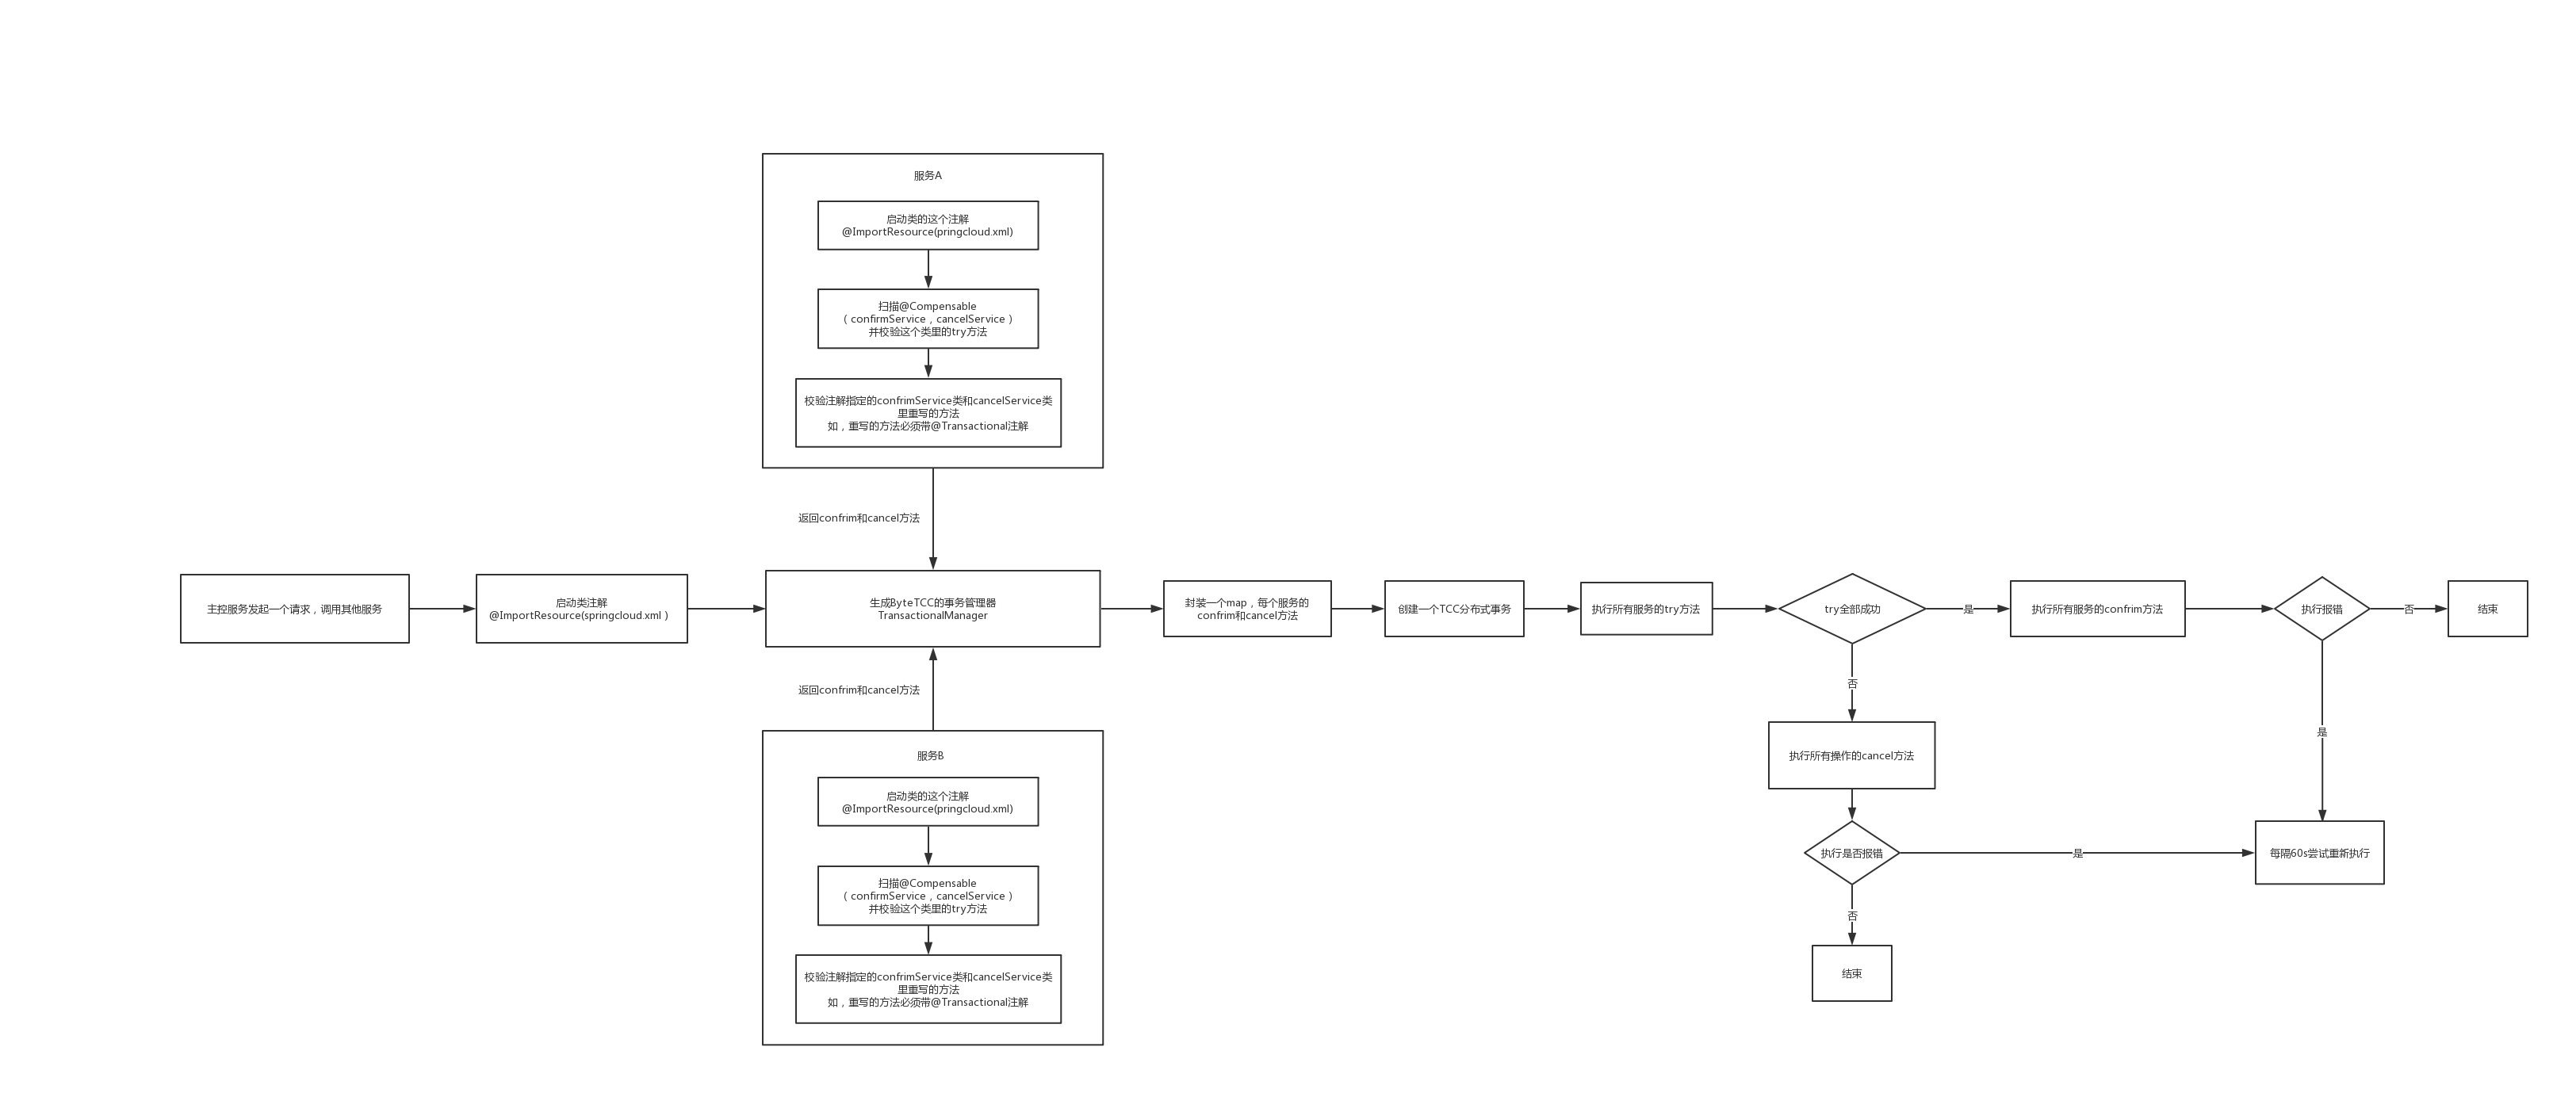 服务A
启动类的这个注解
@ImportResource(pringcloud.xml)
扫描@Compensable
（confirmService，cancelService）
并校验这个类里的try方法
校验注解指定的confrimService类和cancelService类
里重写的方法
如，重写的方法必须带@Transactional注解
返回confrim和cancel方法
主控服务发起一个请求，调用其他服务
启动类注解
@ImportResource(springcloud.xml）
生成ByteTCC的事务管理器
TransactionalManager
封装一个map，每个服务的
confrim和cancel方法
创建一个TCC分布式事务
执行所有服务的try方法
try全部成功
是
执行所有服务的confrim方法
执行报错
否
结束
返回confrim和cancel方法
否
是
服务B
启动类的这个注解
@ImportResource(pringcloud.xml)
扫描@Compensable
（confirmService，cancelService）
并校验这个类里的try方法
校验注解指定的confrimService类和cancelService类
里重写的方法
如，重写的方法必须带@Transactional注解
执行所有操作的cancel方法
执行是否报错
是
每隔60s尝试重新执行
否
结束